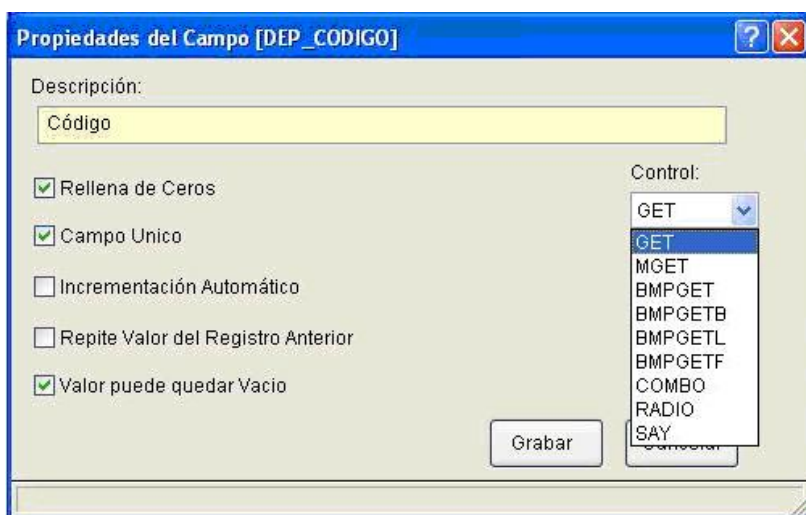 Propiedades del Campo [DEP_CODIGO]
Descripción:
Código
Rellena de Ceros
Control:
GET
Campo Unico
GET
MGET
BMPGET
BMPGETB
BMPGETL
BMPGETF
COMBO
RADIO
SAY
Incrementación Automático
Repite Valor del Registro Anterior
Valor puede quedar Vacio
Grabar